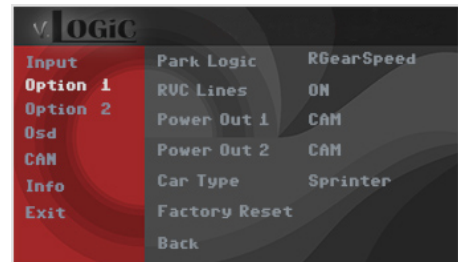 v.LOGiC
Input
Option 1
Option 2
Osd
CAN
Info
Exit
Park Logic RGearSpeed
RVC Lines ON
Power Out 1 CAM
Power Out 2 CAM
Car Type Sprinter
Factory Reset
Back